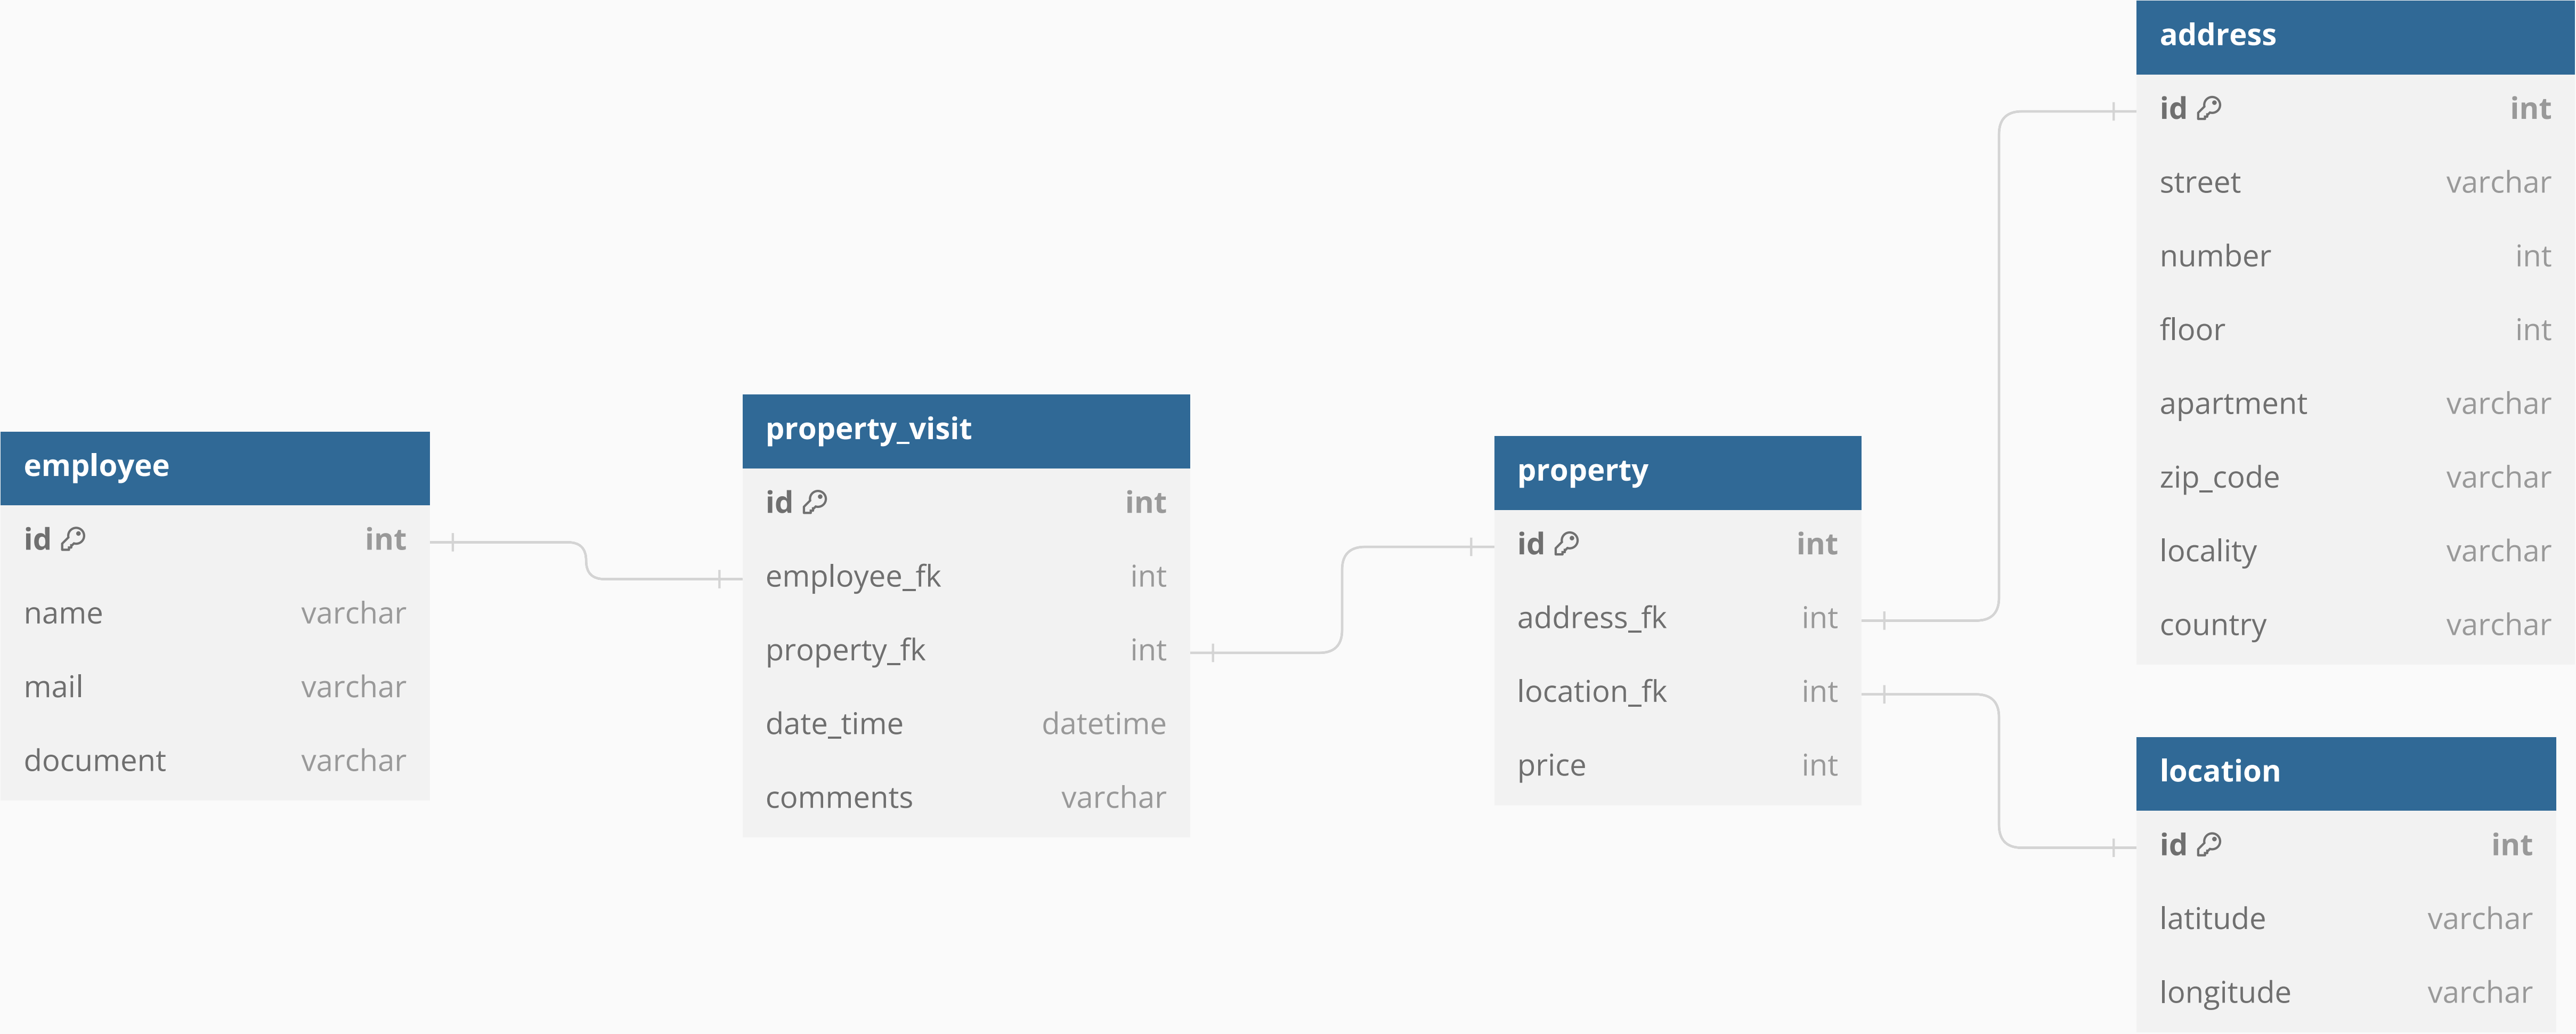 employee
id int
name varchar
mail varchar
document varchar
property_visit
id int
employee_fk int
property_fk int
date_time datetime
comments varchar
property
id int
address_fk int
location_fk int
price int
address
id int
street varchar
number int
floor int
apartment varchar
zip_code varchar
locality varchar
country varchar
location
id int
latitude varchar
longitude varchar